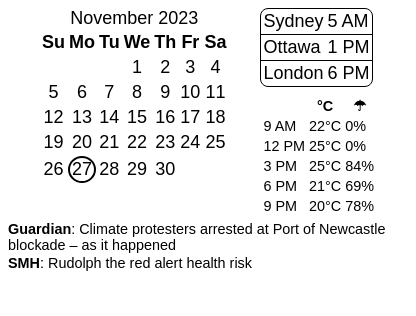 November 2023
Su Mo Tu We Th Fr Sa
1 2 3 4
5 6 7 8 9 10 11
12 13 14 15 16 17 18
19 20 21 22 23 24 25
26 27 28 29 30
Sydney 5 AM
Ottawa 1 PM
London 6 PM
°C ☂
9 AM 22°C 0%
12 PM 25°C 0%
3 PM 25°C 84%
6 PM 21°C 69%
9 PM 20°C 78%
Guardian: Climate protesters arrested at Port of Newcastle
blockade – as it happened
SMH: Rudolph the red alert health risk